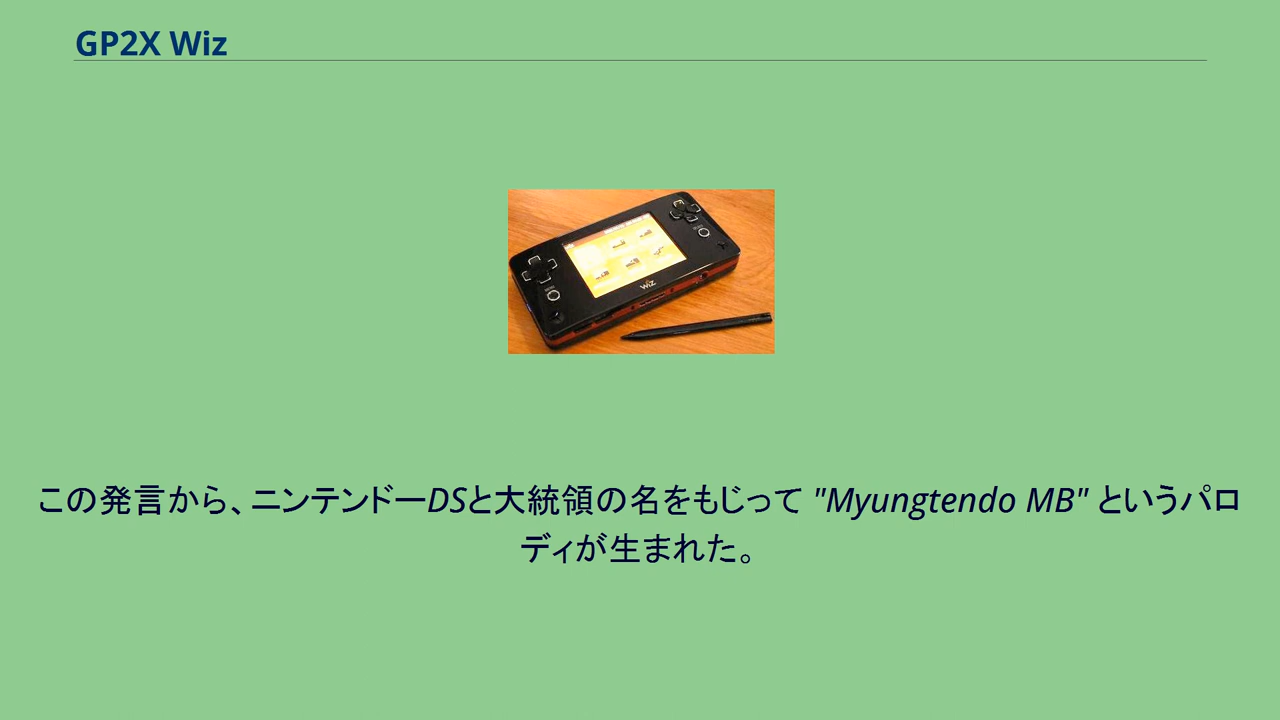 GP2X Wiz
wiz
この発言から、ニンテンドーDSと大統領の名をもじって "Myungtendo MB" というパロ
ディが生まれた。